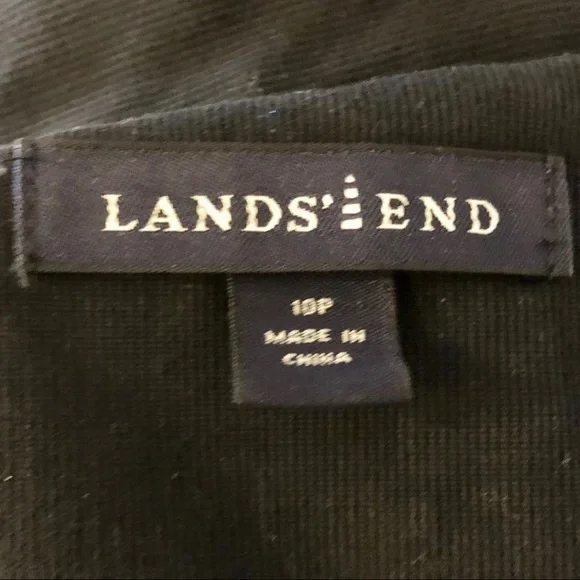 LANDS' END
10P
MADE IN
CHINA